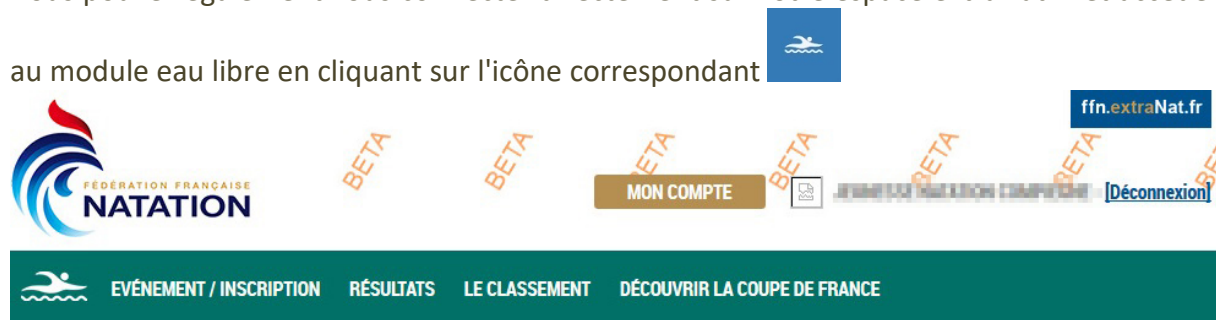 au module eau libre en cliquant sur l'icône correspondant
ffn.extraNat.fr
BETA BETA BETA BETA BETA BETA
FÉDÉRATION FRANÇAISE
NATATION
MON COMPTE [Déconnexion]
EVÉNEMENT / INSCRIPTION RÉSULTATS LE CLASSEMENT DÉCOUVRIR LA COUPE DE FRANCE